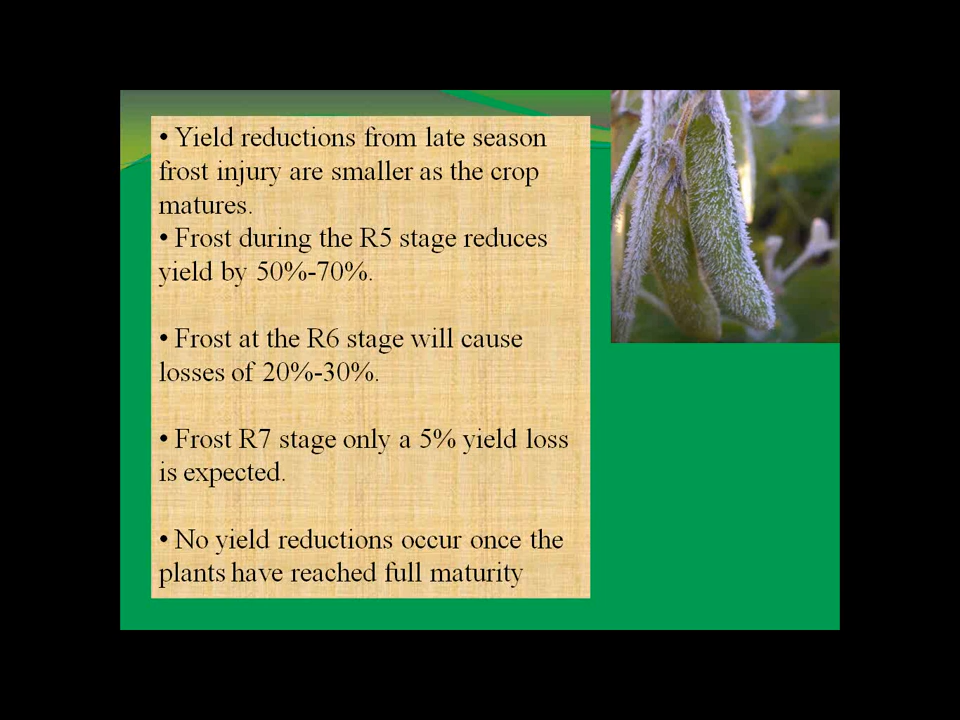 • Yield reductions from late season
frost injury are smaller as the crop
matures.
• Frost during the R5 stage reduces
yield by 50%-70%.
• Frost at the R6 stage will cause
losses of 20%-30%.
• Frost R7 stage only a 5% yield loss
is expected.
• No yield reductions occur once the
plants have reached full maturity